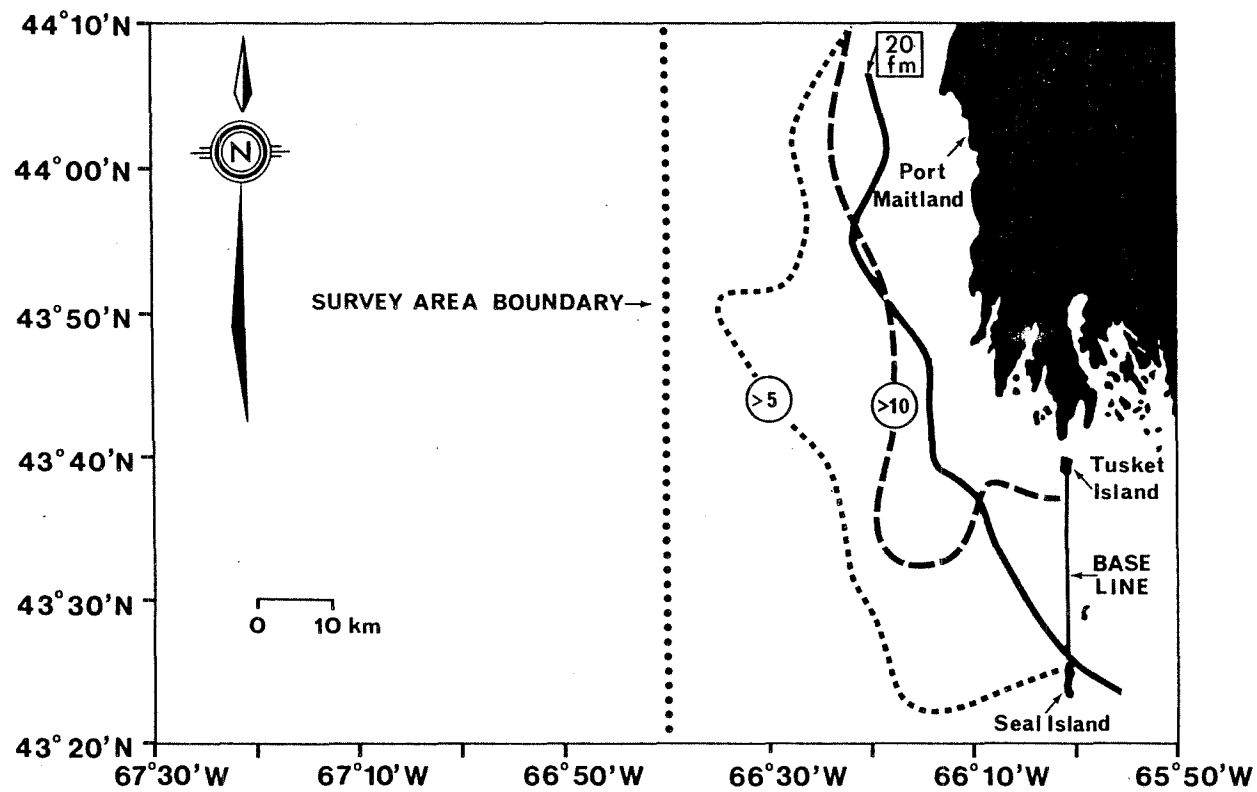 44°10'N
20
fm
N
44°00'N
Port
Maitland
SURVEY AREA BOUNDARY
43°50'N
>5
>10
43°40'N
Tusket
Island
BASE
LINE
43°30'N
0 10 km
Seal Island
43°20'N
67°30'W 67°10'W 66°50'W 66°30'W 66°10'W 65°50'W